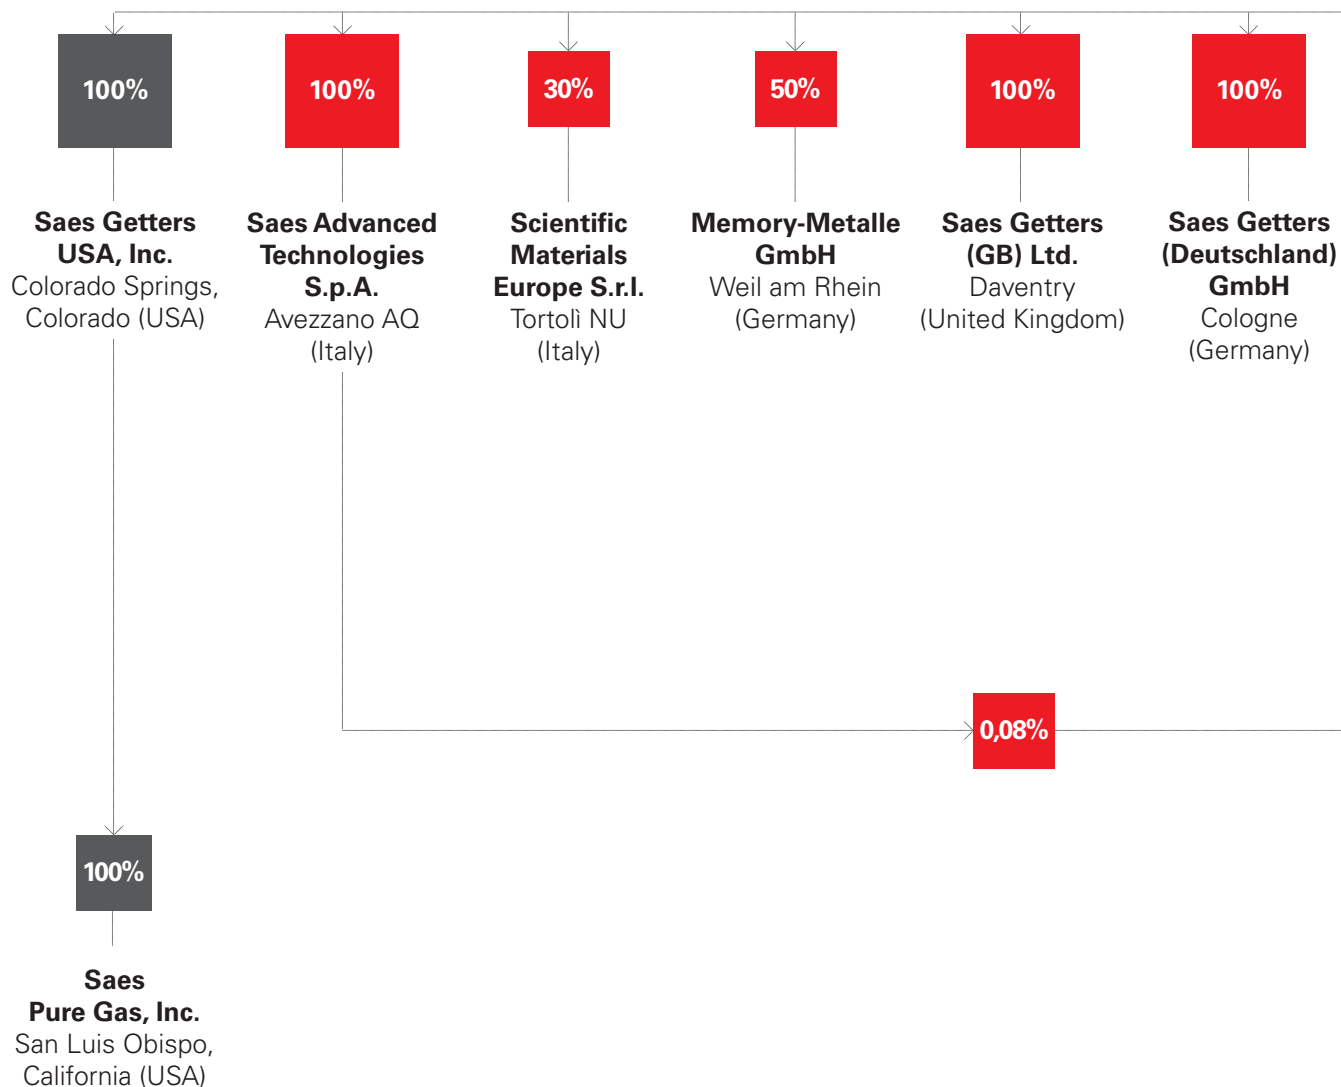 100%
Saes Getters
USA, Inc.
Colorado Springs,
Colorado (USA)
100%
Saes Advanced
Technologies
S.p.A.
Avezzano AQ
(Italy)
30%
Scientific
Materials
Europe S.r.l.
Tortolì NU
(Italy)
50%
Memory-Metalle
GmbH
Weil am Rhein
(Germany)
100%
Saes Getters
(GB) Ltd.
Daventry
(United Kingdom)
100%
Saes Getters
(Deutschland)
GmbH
Cologne
(Germany)
0,08%
100%
Saes
Pure Gas, Inc.
San Luis Obispo,
California (USA)